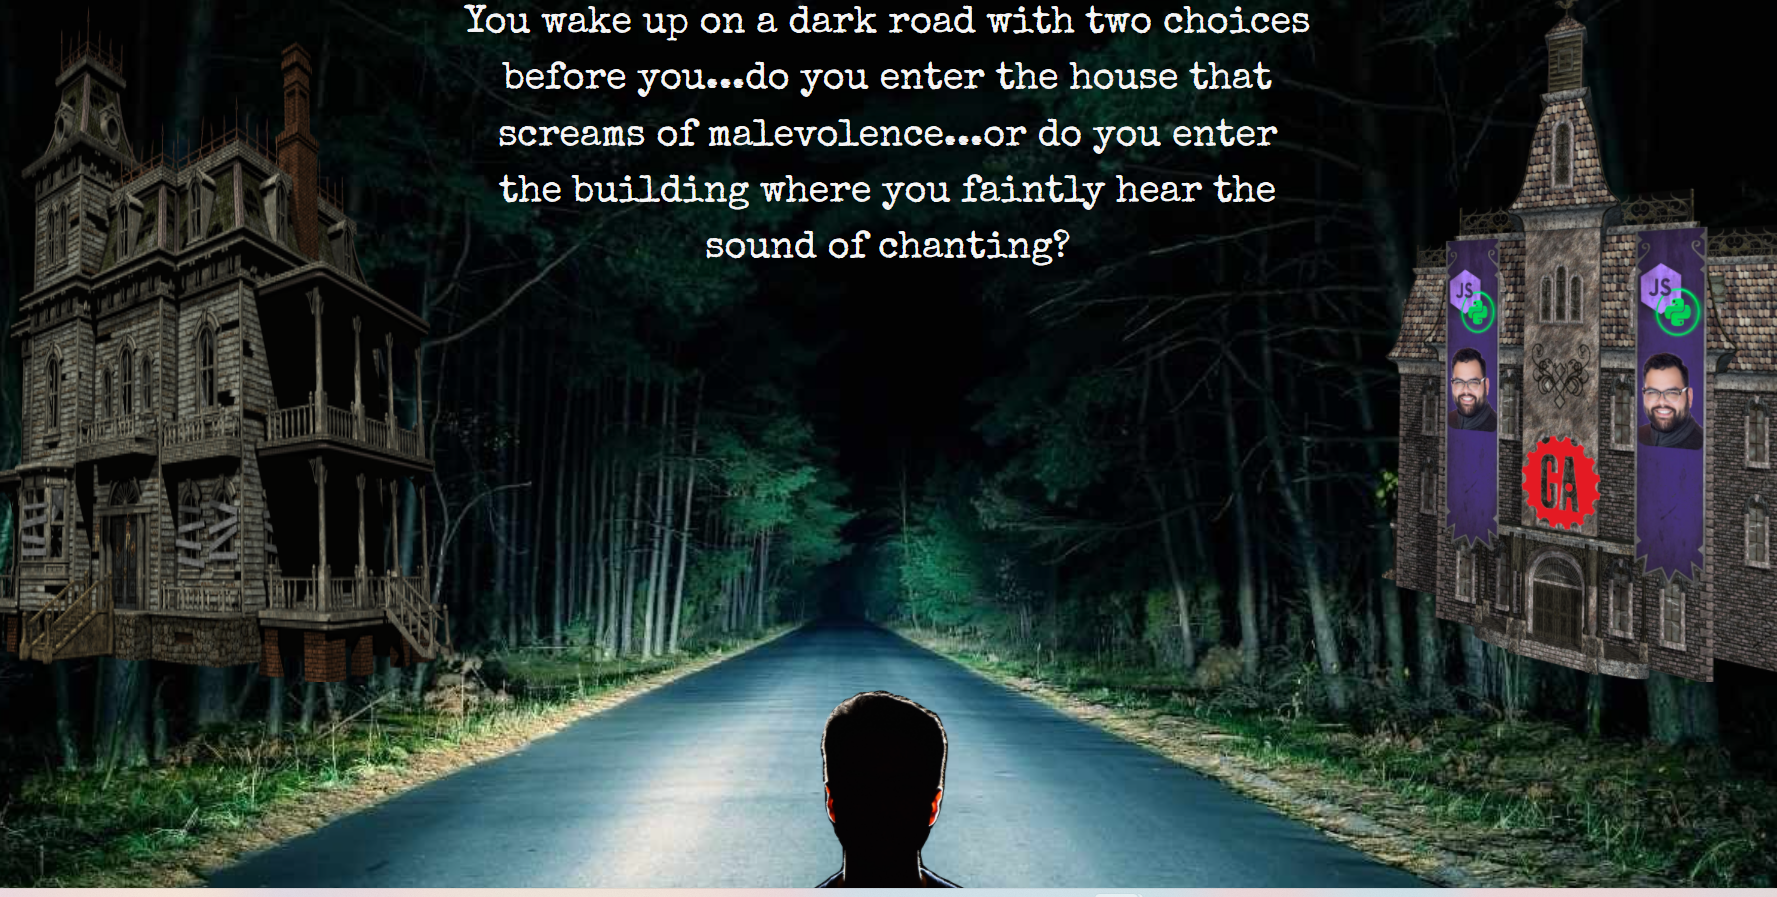 You wake up on a dark road with two choices
before you...do you enter the house that
screams of malevolence...or do you enter
the building where you faintly hear the
sound of chanting?
JS
JS
GA